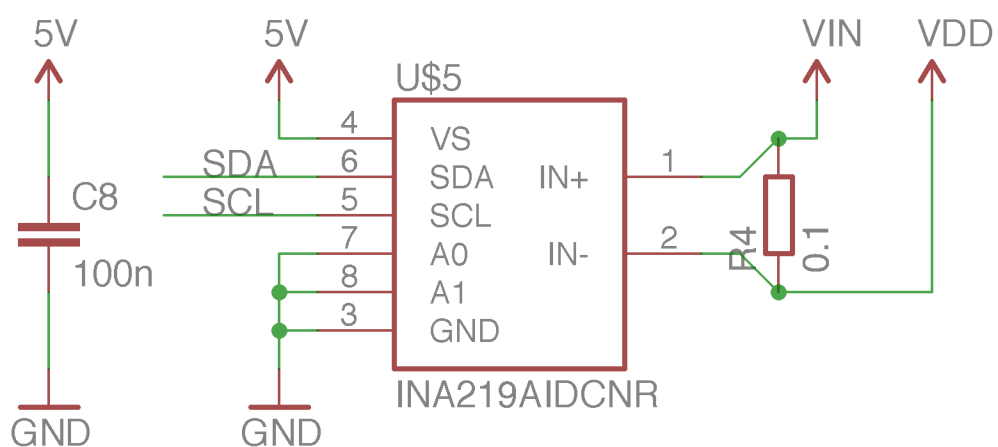 5V
5V
VIN
VDD
U$5
4
VS
6
SDA
SDA
IN+
1
C8
5
SCL
SCL
7
A0
IN-
2
R4
0.1
100n
8
A1
3
GND
INA219AIDCNR
GND
GND